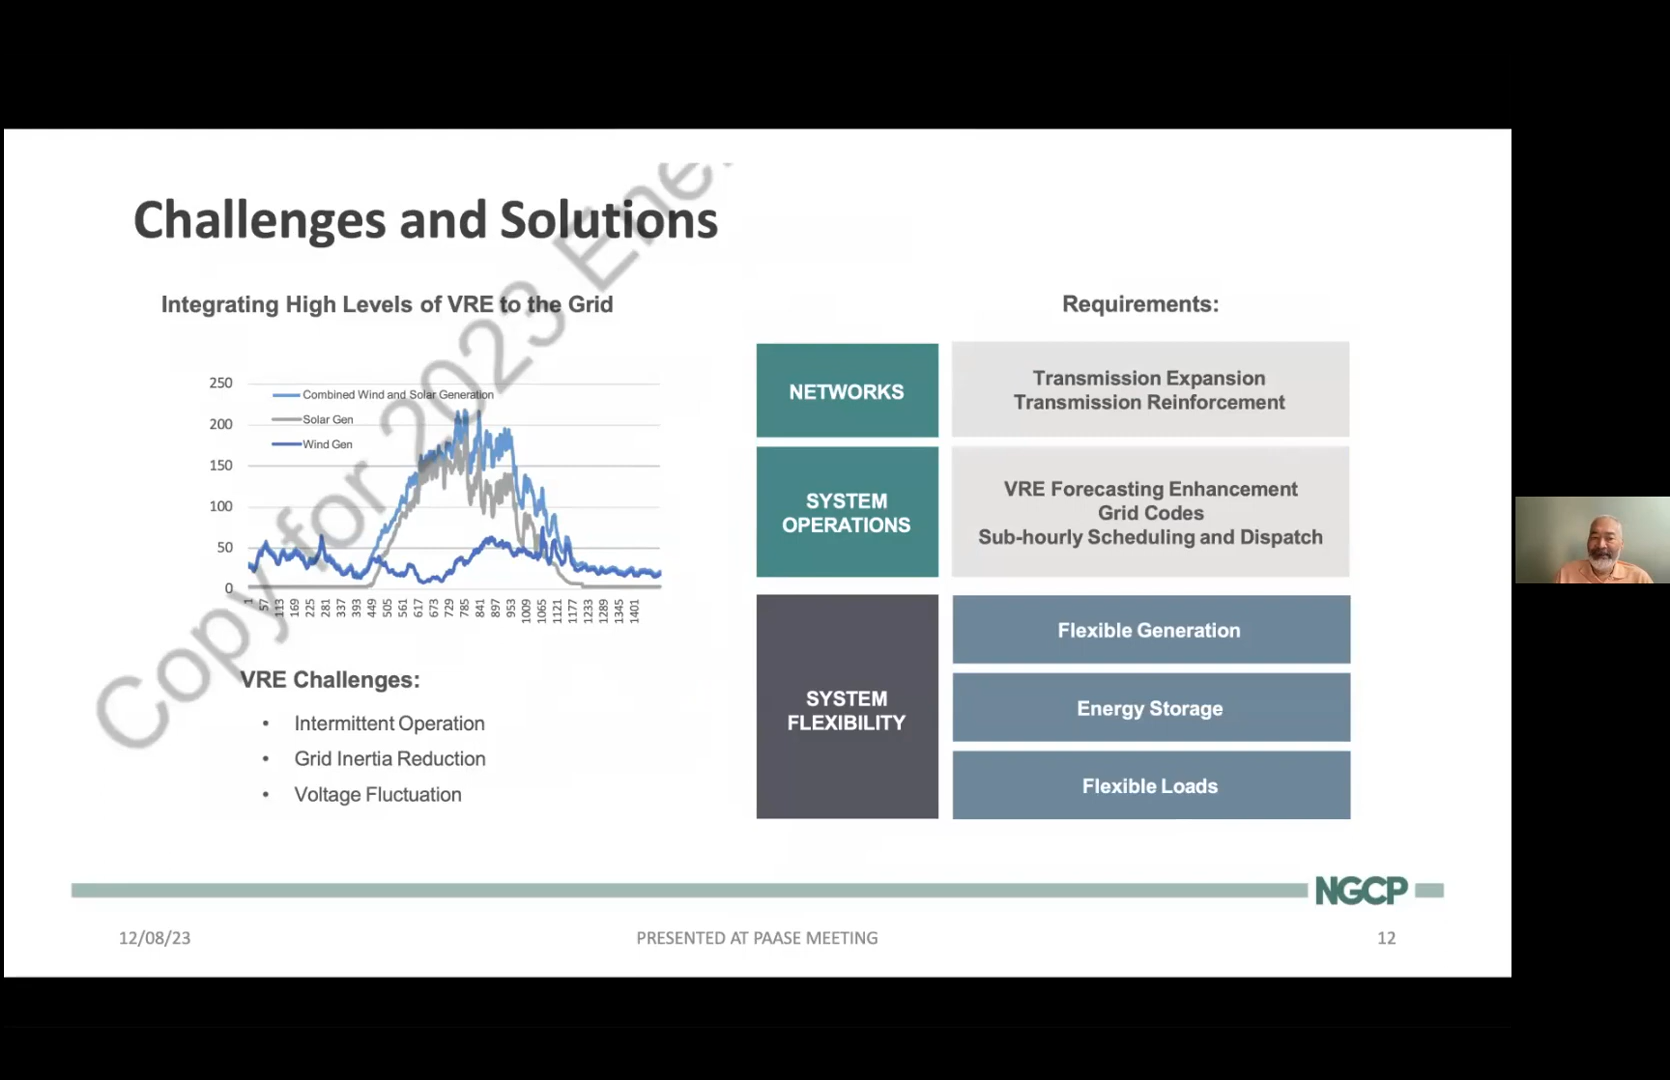 Challenges and Solutions
Integrating High Levels of VRE to the Grid
250
200
150
100
50
0
Combined Wind and Solar Generation
Solar Gen
Wind Gen
1 57 113 169 225 281 337 393 449 505 561 617 673 729 785 841 897 953 1009 1065 1121 1177 1233 1289 1345 1401
VRE Challenges:
• Intermittent Operation
• Grid Inertia Reduction
• Voltage Fluctuation
Requirements:
NETWORKS
Transmission Expansion
Transmission Reinforcement
SYSTEM
OPERATIONS
VRE Forecasting Enhancement
Grid Codes
Sub-hourly Scheduling and Dispatch
SYSTEM
FLEXIBILITY
Flexible Generation
Energy Storage
Flexible Loads
Copy for 2023
NGCP
12/08/23
PRESENTED AT PAASE MEETING
12